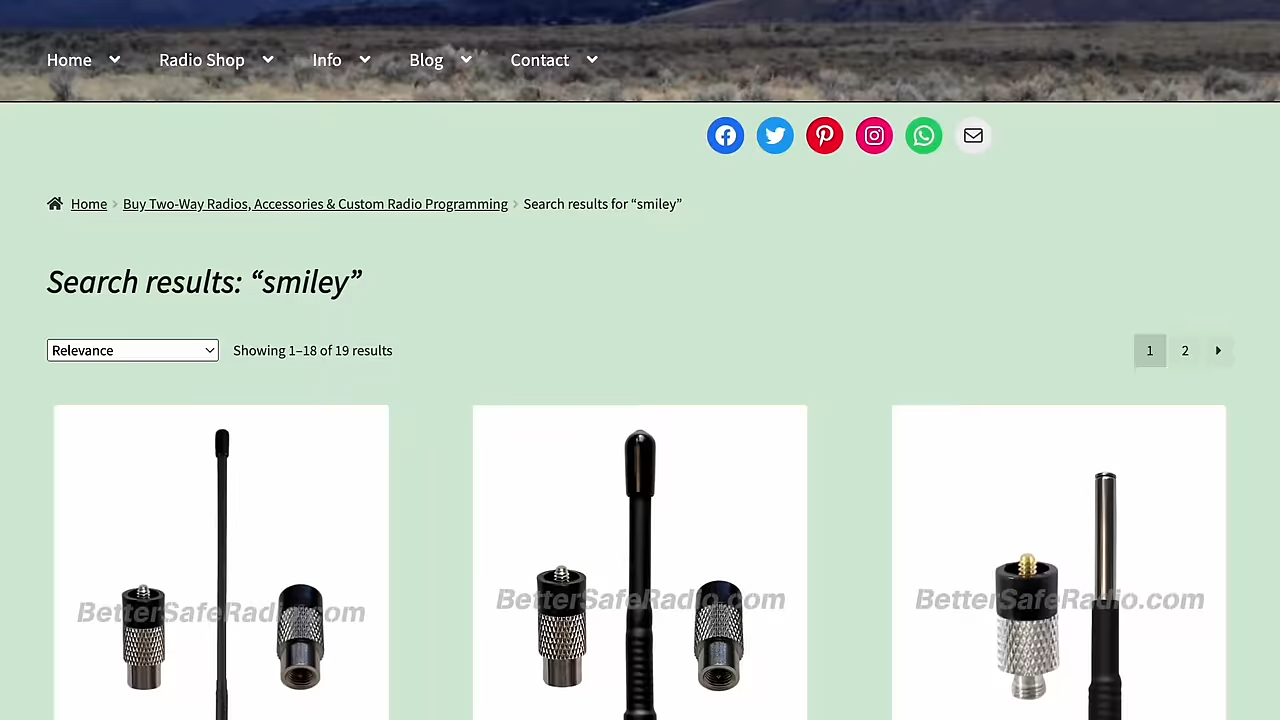 Home Radio Shop Info Blog Contact
Home Buy Two-Way Radios, Accessories & Custom Radio Programming Search results for “smiley”
Search results: “smiley”
Relevance Showing 1–18 of 19 results 1 2
BetterSafeRadio.com BetterSafeRadio.com BetterSafeRadio.com